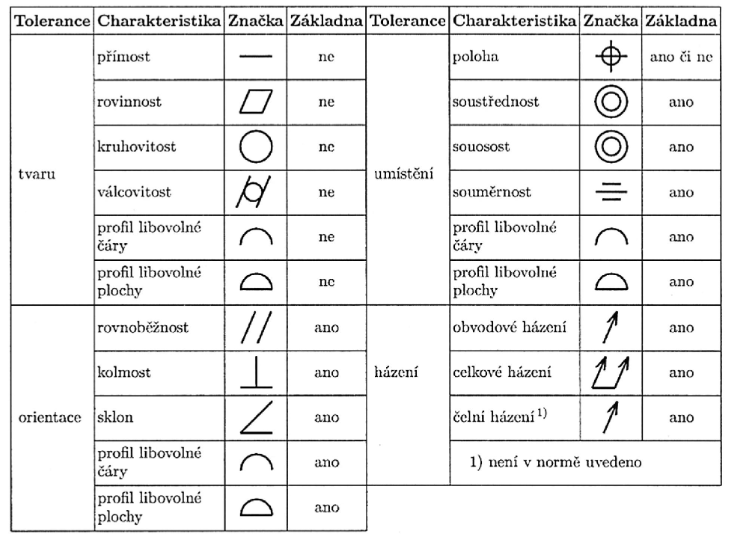 Tolerance Charakteristika Značka Základna Tolerance Charakteristika Značka Základna
tvaru
přímost ne
rovinnost ne
kruhovitost ne
válcovitost ne
profil libovolné
čáry ne
profil libovolné
plochy ne
umístění
poloha ano či ne
soustřednost ano
souosost ano
souměrnost ano
profil libovolné
čáry ano
profil libovolné
plochy ano
orientace
rovnoběžnost ano
kolmost ano
sklon ano
profil libovolné
čáry ano
profil libovolné
plochy ano
házení
obvodové házení ano
celkové házení ano
čelní házení 1) ano
1) není v normě uvedeno